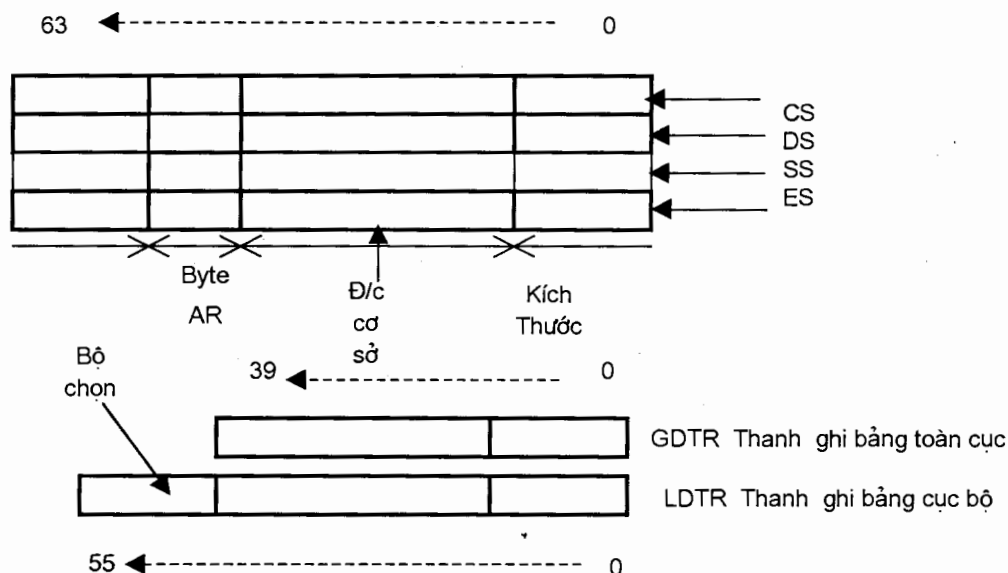 63 0
CS
DS
SS
ES
Byte
AR
Đ/c
cơ
sở
Kích
Thước
Bộ
chọn
39 0
GDTR Thanh ghi bảng toàn cục
LDTR Thanh ghi bảng cục bộ
55 0